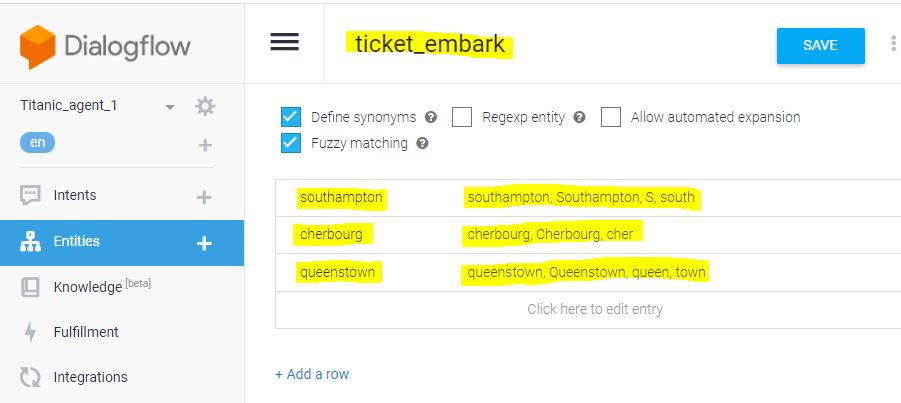 Dialogflow
ticket_embark
SAVE
Titanic_agent_1
en
Define synonyms
Regexp entity
Allow automated expansion
Fuzzy matching
Intents
Entities
Knowledge [beta]
Fulfillment
Integrations
southampton southampton, Southampton, S, south
cherbourg cherbourg, Cherbourg, cher
queenstown queenstown, Queenstown, queen, town
Click here to edit entry
+ Add a row